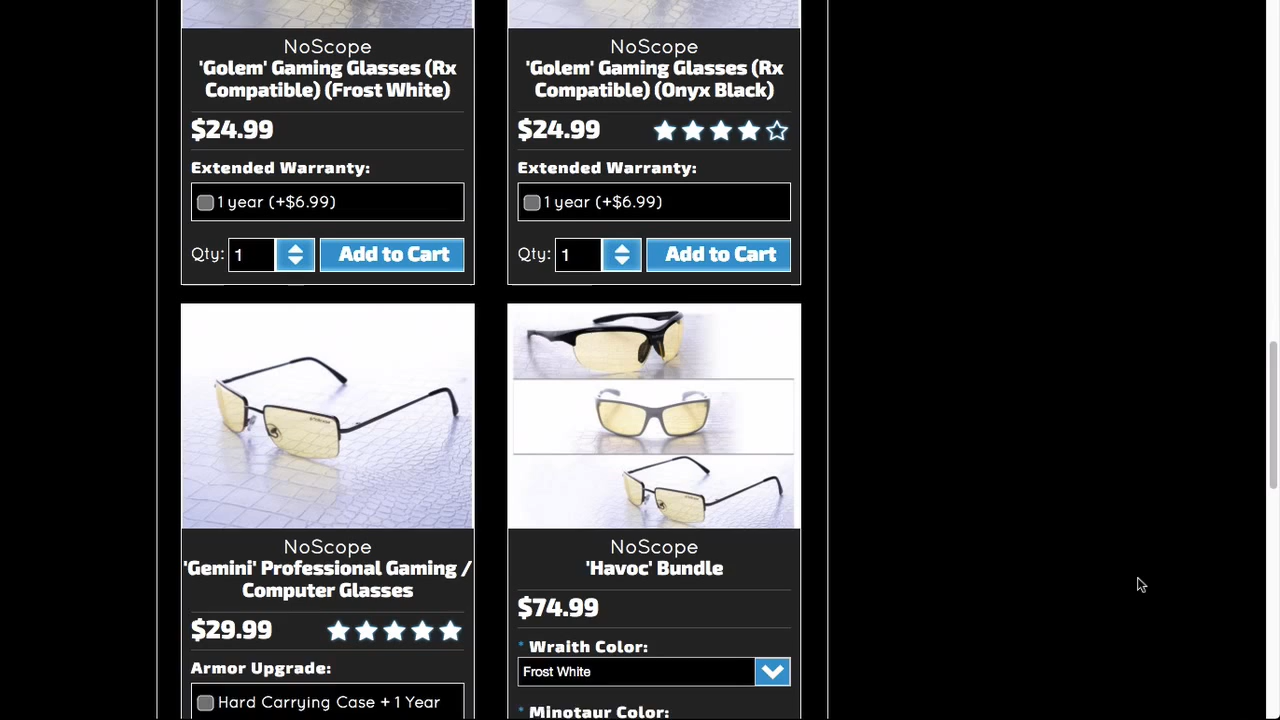 NoScope
'Golem' Gaming Glasses (Rx
Compatible) (Frost White)
$24.99
Extended Warranty:
1 year (+$6.99)
Qty: 1 Add to Cart
NoScope
'Golem' Gaming Glasses (Rx
Compatible) (Onyx Black)
$24.99
Extended Warranty:
1 year (+$6.99)
Qty: 1 Add to Cart
NoScope
'Gemini' Professional Gaming /
Computer Glasses
$29.99
Armor Upgrade:
Hard Carrying Case + 1 Year
NoScope
'Havoc' Bundle
$74.99
* Wraith Color:
Frost White
* Minotaur Color: